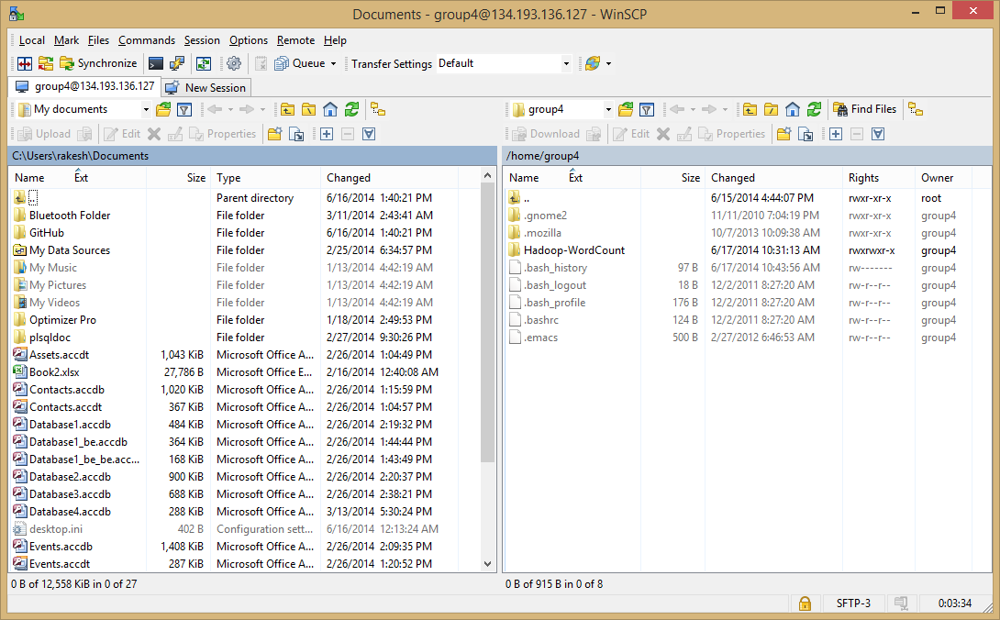 Documents - group4@134.193.136.127 - WinSCP
Local Mark Files Commands Session Options Remote Help
Synchronize Queue Transfer Settings Default
group4@134.193.136.127 New Session
My documents group4 Find Files
Upload Edit Properties Download Edit Properties
C:\Users\rakesh\Documents /home/group4
Name Ext Size Type Changed Name Ext Size Changed Rights Owner
.. Parent directory 6/16/2014 1:40:21 PM .. 6/15/2014 4:44:07 PM rwxr-xr-x root
Bluetooth Folder File folder 3/11/2014 2:43:41 AM .gnome2 11/11/2010 7:04:19 PM rwxr-xr-x group4
GitHub File folder 6/16/2014 1:40:21 PM .mozilla 10/7/2013 10:09:38 AM rwxr-xr-x group4
My Data Sources File folder 2/25/2014 6:34:57 PM Hadoop-WordCount 6/17/2014 10:31:13 AM rwxrwxr-x group4
My Music File folder 1/13/2014 4:42:19 AM .bash_history 97 B 6/17/2014 10:43:56 AM rw------- group4
My Pictures File folder 1/13/2014 4:42:19 AM .bash_logout 18 B 12/2/2011 8:27:20 AM rw-r--r-- group4
My Videos File folder 1/13/2014 4:42:19 AM .bash_profile 176 B 12/2/2011 8:27:20 AM rw-r--r-- group4
Optimizer Pro File folder 1/18/2014 2:49:53 PM .bashrc 124 B 12/2/2011 8:27:20 AM rw-r--r-- group4
plsqldoc File folder 2/27/2014 9:30:26 PM .emacs 500 B 2/27/2012 6:46:53 AM rw-r--r-- group4
Assets.accdt 1,043 KiB Microsoft Office A... 2/26/2014 1:04:49 PM
Book2.xlsx 27,786 B Microsoft Office E... 2/16/2014 12:40:08 AM
Contacts.accdb 1,020 KiB Microsoft Office A... 2/26/2014 1:15:59 PM
Contacts.accdt 367 KiB Microsoft Office A... 2/26/2014 1:04:57 PM
Database1.accdb 484 KiB Microsoft Office A... 2/26/2014 2:19:32 PM
Database1_be.accdb 364 KiB Microsoft Office A... 2/26/2014 1:44:44 PM
Database1_be_be.acc... 168 KiB Microsoft Office A... 2/26/2014 1:43:49 PM
Database2.accdb 900 KiB Microsoft Office A... 2/26/2014 2:20:37 PM
Database3.accdb 688 KiB Microsoft Office A... 2/26/2014 2:38:21 PM
Database4.accdb 288 KiB Microsoft Office A... 3/13/2014 5:30:24 PM
desktop.ini 402 B Configuration sett... 6/16/2014 12:13:24 AM
Events.accdb 1,408 KiB Microsoft Office A... 2/26/2014 2:09:35 PM
Events.accdt 287 KiB Microsoft Office A... 2/26/2014 1:20:52 PM
0 B of 12,558 KiB in 0 of 27 0 B of 915 B in 0 of 8
SFTP-3 0:03:34